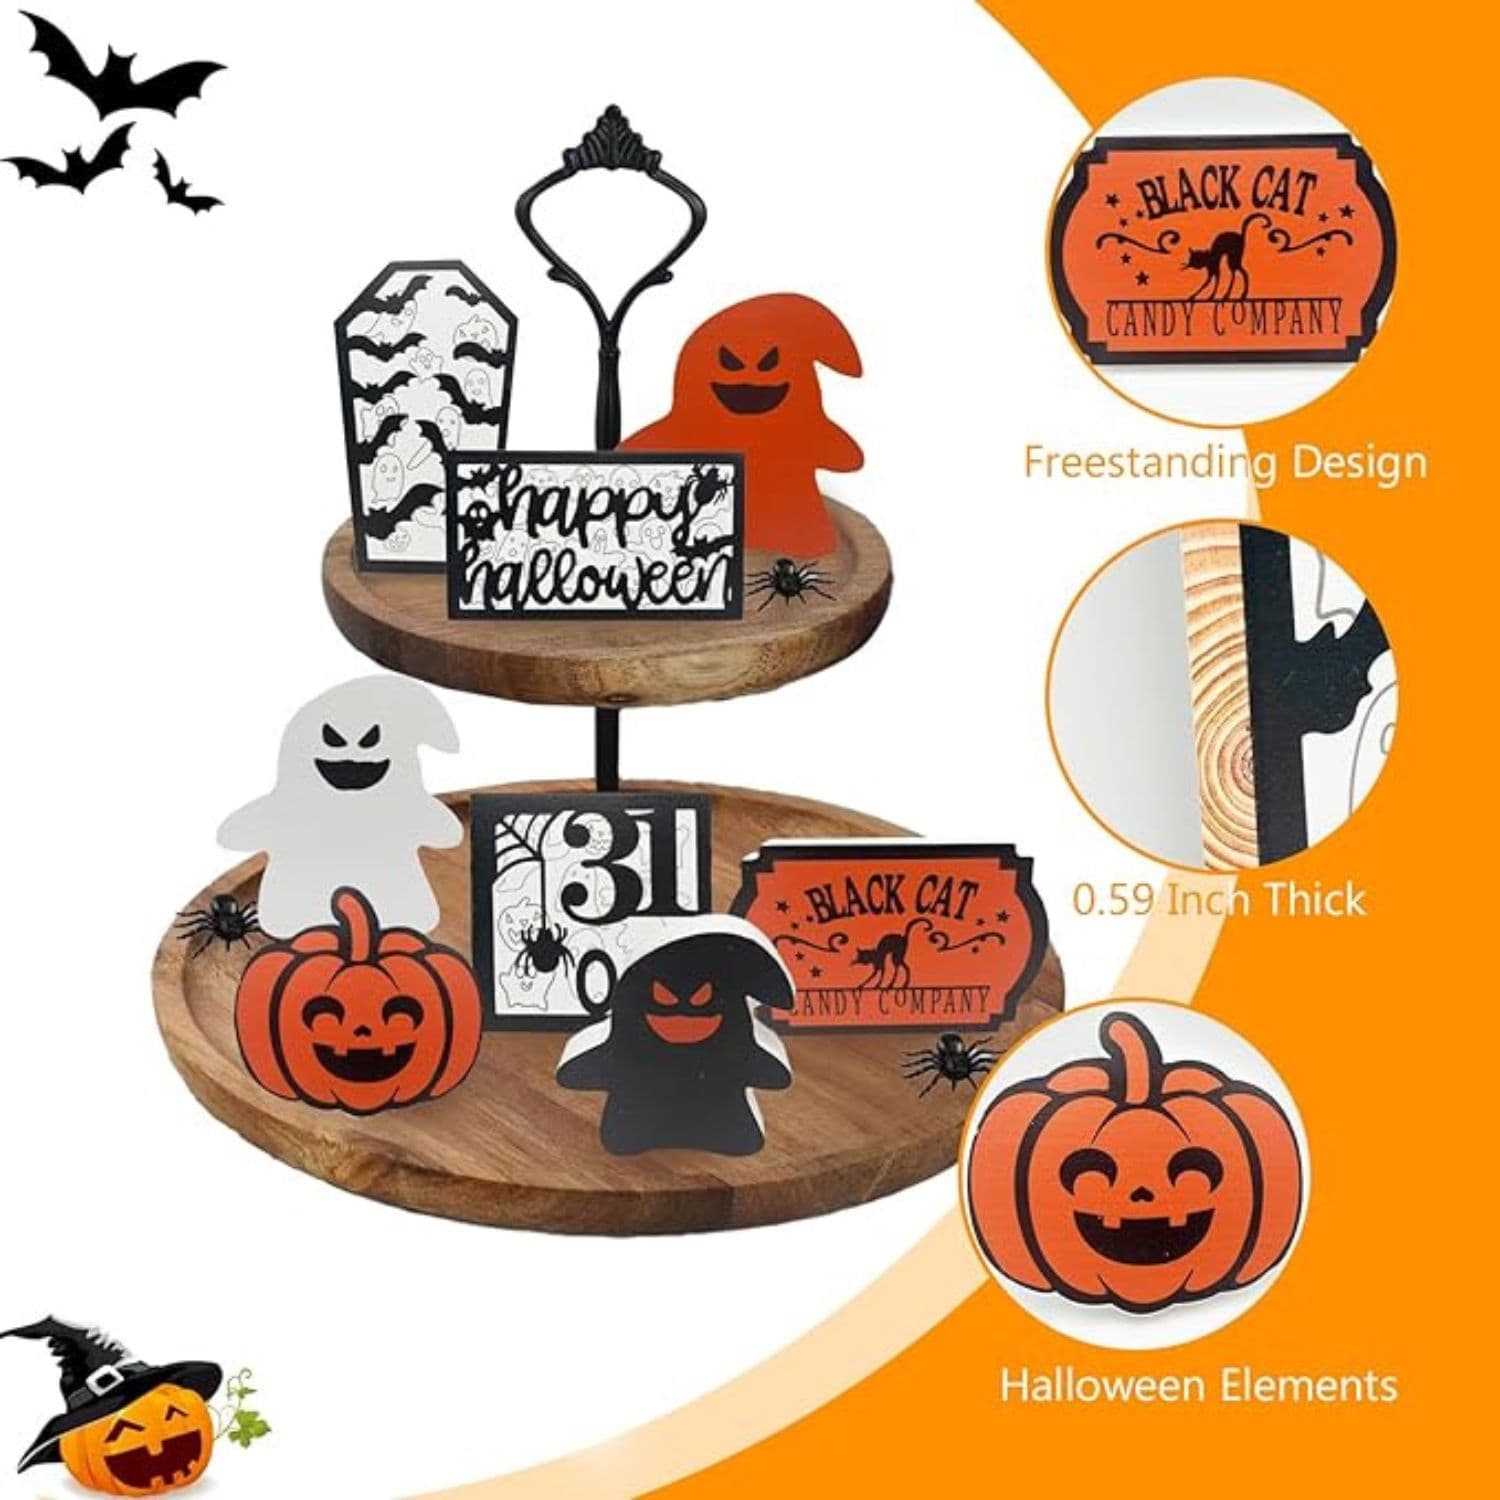 BLACK CAT
CANDY COMPANY
Freestanding Design
happy
halloween
0.59 Inch Thick
31
BLACK CAT
CANDY COMPANY
Halloween Elements